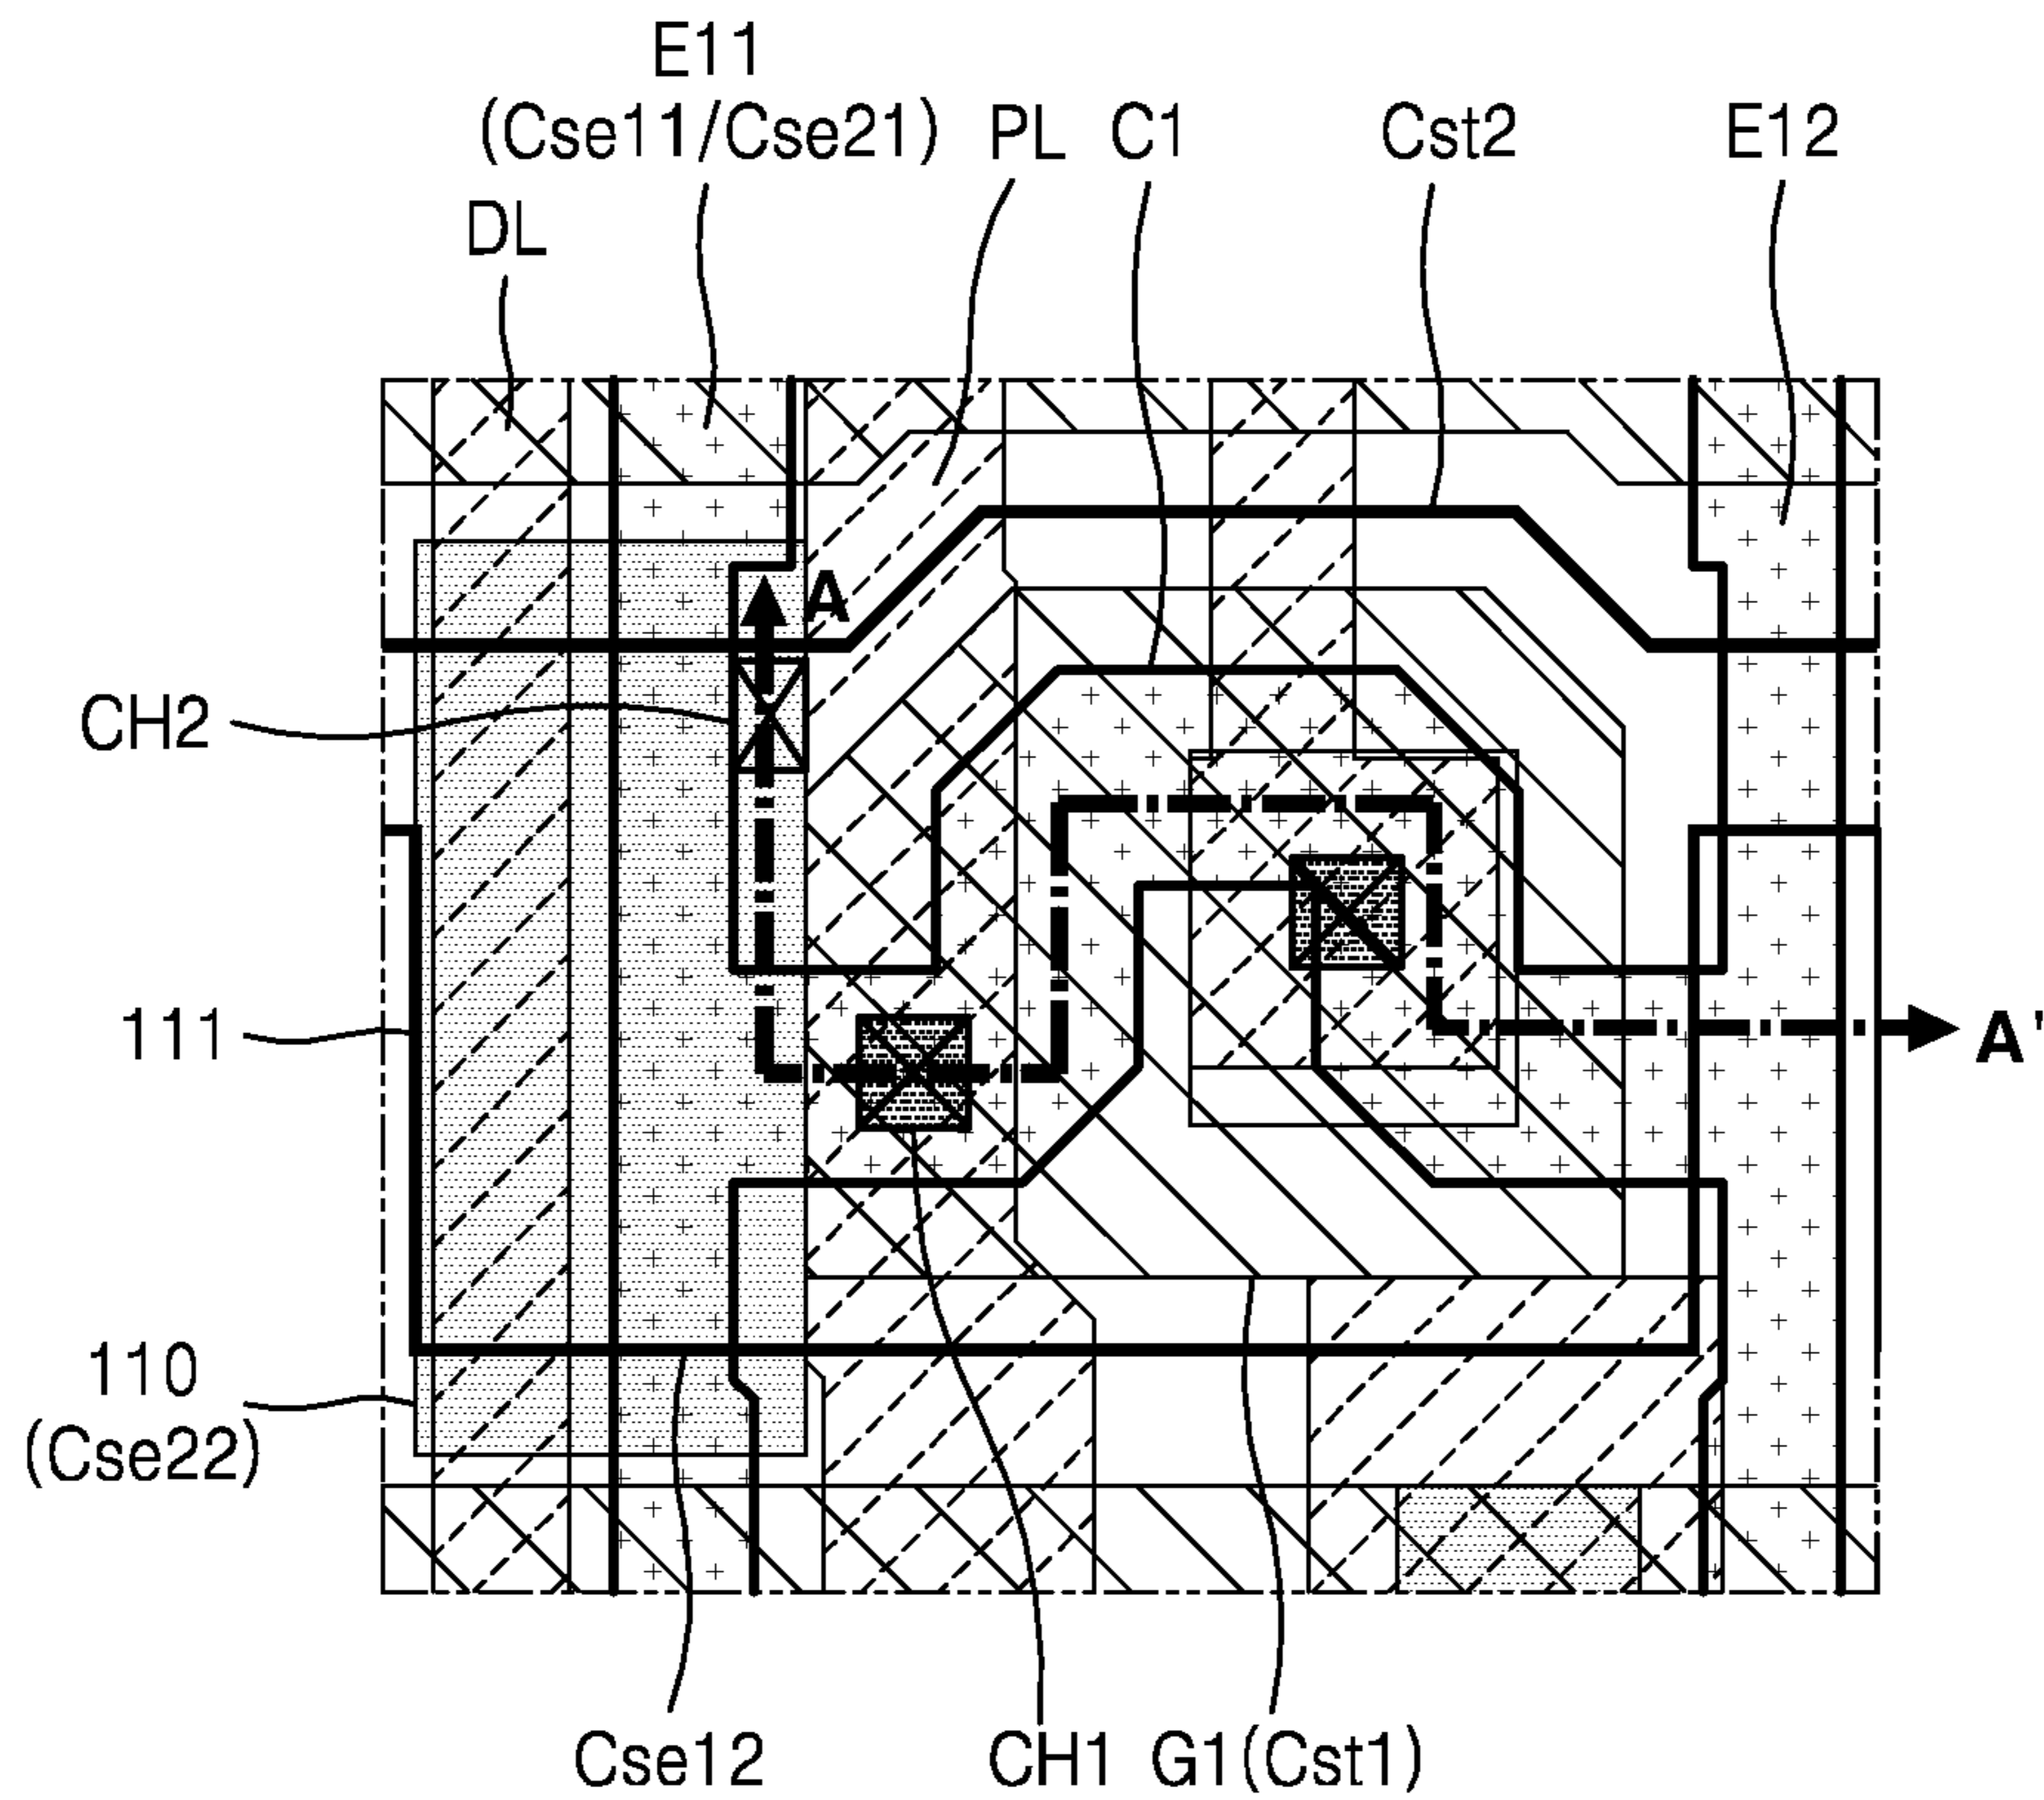 E11
(Cse11/Cse21)
PL
C1
Cst2
E12
DL
A
CH2
111
A'
110
(Cse22)
Cse12
CH1
G1(Cst1)